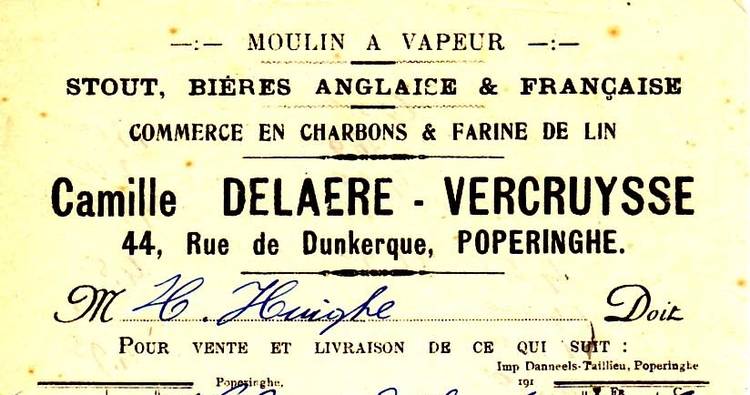 —:— MOULIN A VAPEUR —:—
STOUT, BIÈRES ANGLAISE & FRANÇAISE
COMMERCE EN CHARBONS & FARINE DE LIN
Camille DELAERE - VERCRUYSSE
44, Rue de Dunkerque, POPERINGHE.
M H. Huighe Doit
POUR VENTE ET LIVRAISON DE CE QUI SUIT :
Imp Danneels-Taillieu, Poperinghe
Poperinghe, 191
Fr. C.